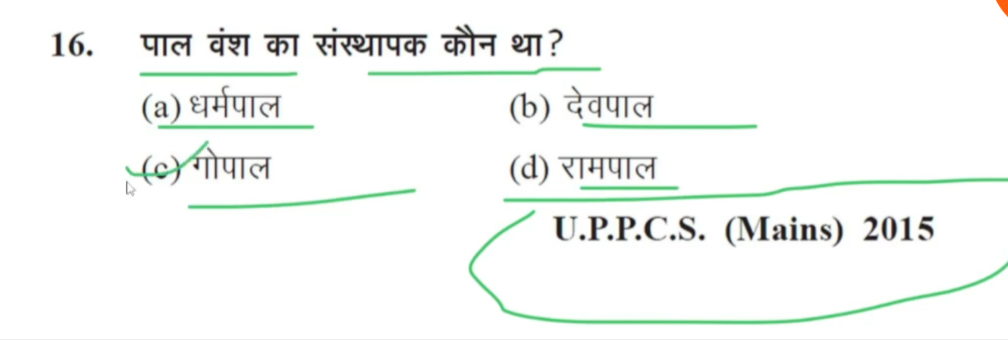 16. पाल वंश का संस्थापक कौन था?
(a) धर्मपाल (b) देवपाल
(c) गोपाल (d) रामपाल
U.P.P.C.S. (Mains) 2015